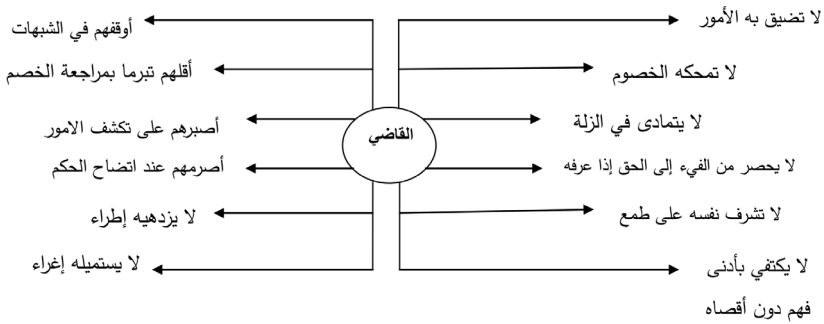 لا تضيق به الأمور
أوقفهم في الشبهات
لا تمحكه الخصوم
أقلهم تبرما بمراجعة الخصم
لا يتمادى في الزلة
أصبرهم على تكشف الامور
القاضي
لا يحصر من الفيء إلى الحق إذا عرفه
أصرمهم عند اتضاح الحكم
لا تشرف نفسه على طمع
لا يزدهيه إطراء
لا يكتفي بأدنى
فهم دون أقصاه
لا يستميله إغراء